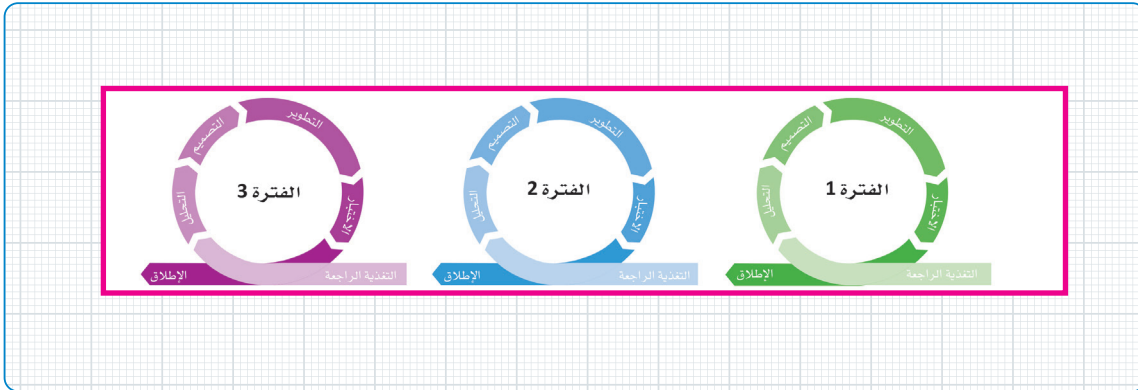 التطوير
التصميم
التحليل
الاختبار
الفترة 1
التغذية الراجعة
الإطلاق
التطوير
التصميم
التحليل
الاختبار
الفترة 2
التغذية الراجعة
الإطلاق
التطوير
التصميم
التحليل
الاختبار
الفترة 3
التغذية الراجعة
الإطلاق